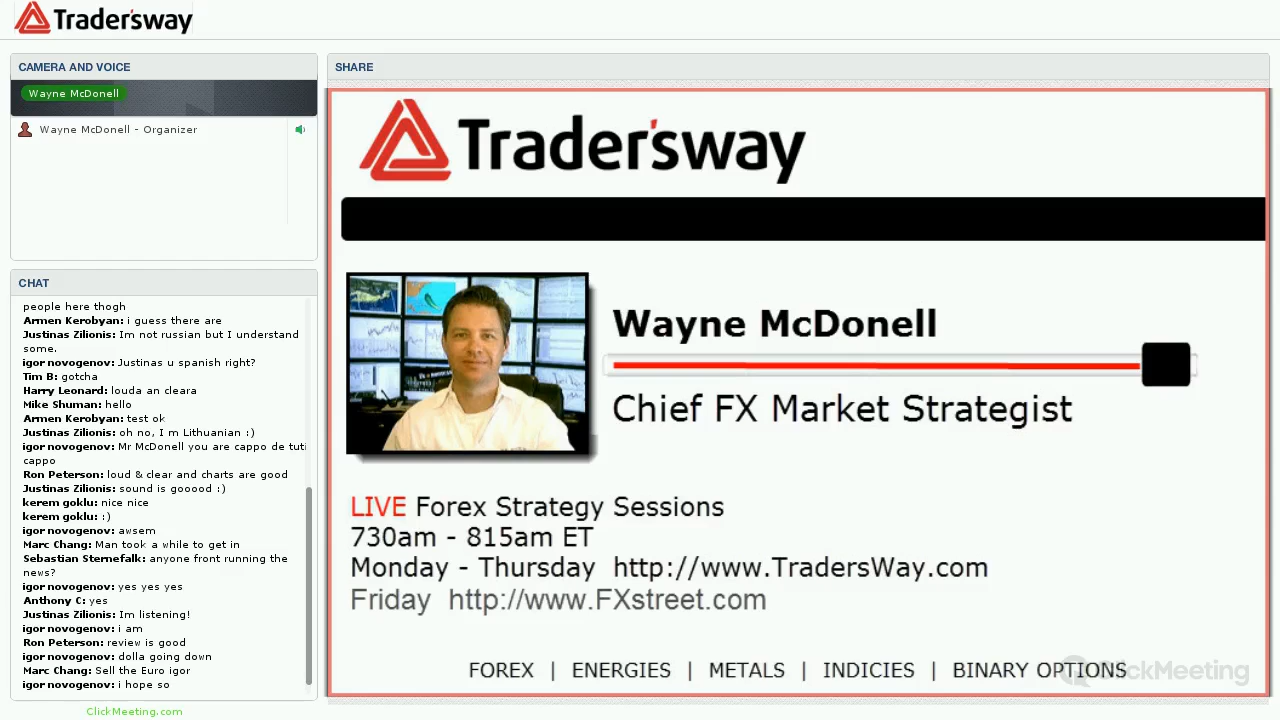 Trader'sway
CAMERA AND VOICE
Wayne McDonell
Wayne McDonell - Organizer
CHAT
people here thogh
Armen Kerobyan: i guess there are
Justinas Zilionis: Im not russian but I understand
some.
igor novogenov: Justinas u spanish right?
Tim B: gotcha
Harry Leonard: louda an cleara
Mike Shuman: hello
Armen Kerobyan: test ok
Justinas Zilionis: oh no, I m Lithuanian :)
igor novogenov: Mr McDonell you are cappo de tuti
cappo
Ron Peterson: loud & clear and charts are good
Justinas Zilionis: sound is gooood :)
kerem goklu: nice nice
kerem goklu: :)
igor novogenov: awsem
Marc Chang: Man took a while to get in
Sebastian Sternefalk: anyone front running the
news?
igor novogenov: yes yes yes
Anthony C: yes
Justinas Zilionis: Im listening!
igor novogenov: i am
Ron Peterson: review is good
igor novogenov: dolla going down
Marc Chang: Sell the Euro igor
igor novogenov: i hope so
ClickMeeting.com
SHARE
Trader'sway
Wayne McDonell
Chief FX Market Strategist
LIVE Forex Strategy Sessions
730am - 815am ET
Monday - Thursday http://www.TradersWay.com
Friday http://www.FXstreet.com
FOREX | ENERGIES | METALS | INDICIES | BINARY OPTIONS
ClickMeeting